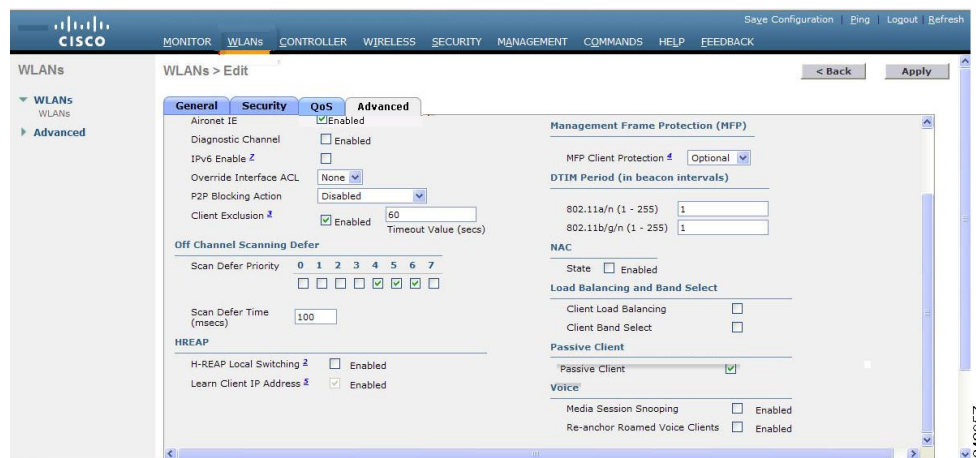 Save Configuration | Ping | Logout | Refresh
CISCO
MONITOR WLANs CONTROLLER WIRELESS SECURITY MANAGEMENT COMMANDS HELP FEEDBACK
WLANs
WLANs
WLANs
Advanced
WLANs > Edit
< Back
Apply
General Security QoS Advanced
Aironet IE Enabled
Diagnostic Channel Enabled
IPv6 Enable 7
Override Interface ACL None
P2P Blocking Action Disabled
Client Exclusion 3 Enabled 60
Timeout Value (secs)
Off Channel Scanning Defer
Scan Defer Priority 0 1 2 3 4 5 6 7
Scan Defer Time
(msecs) 100
HREAP
H-REAP Local Switching 2 Enabled
Learn Client IP Address 5 Enabled
Management Frame Protection (MFP)
MFP Client Protection 4 Optional
DTIM Period (in beacon intervals)
802.11a/n (1 - 255) 1
802.11b/g/n (1 - 255) 1
NAC
State Enabled
Load Balancing and Band Select
Client Load Balancing
Client Band Select
Passive Client
Passive Client
Voice
Media Session Snooping Enabled
Re-anchor Roamed Voice Clients Enabled